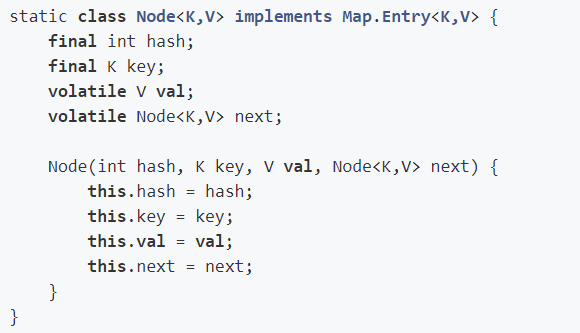 static class Node<K,V> implements Map.Entry<K,V> {
    final int hash;
    final K key;
    volatile V val;
    volatile Node<K,V> next;

    Node(int hash, K key, V val, Node<K,V> next) {
        this.hash = hash;
        this.key = key;
        this.val = val;
        this.next = next;
    }
}